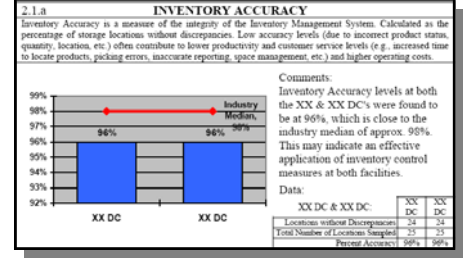 2.1.a INVENTORY ACCURACY
Inventory Accuracy is a measure of the integrity of the Inventory Management System. Calculated as the
percentage of storage locations without discrepancies. Low accuracy levels (due to incorrect product status,
quantity, location, etc.) often contribute to lower productivity and customer service levels (e.g., increased time
to locate products, picking errors, inaccurate reporting, space management, etc.) and higher operating costs.
99%
98%
97%
96%
95%
94%
93%
92%
Industry
Median,
98%
96%
96%
XX DC
XX DC
Comments:
Inventory Accuracy levels at both
the XX & XX DC's were found to
be at 96%, which is close to the
industry median of approx. 98%.
This may indicate an effective
application of inventory control
measures at both facilities.
Data:
XX DC & XX DC: XX DC XX DC
Locations without Discrepancies 24 24
Total Number of Locations Sampled 25 25
Percent Accuracy 96% 96%